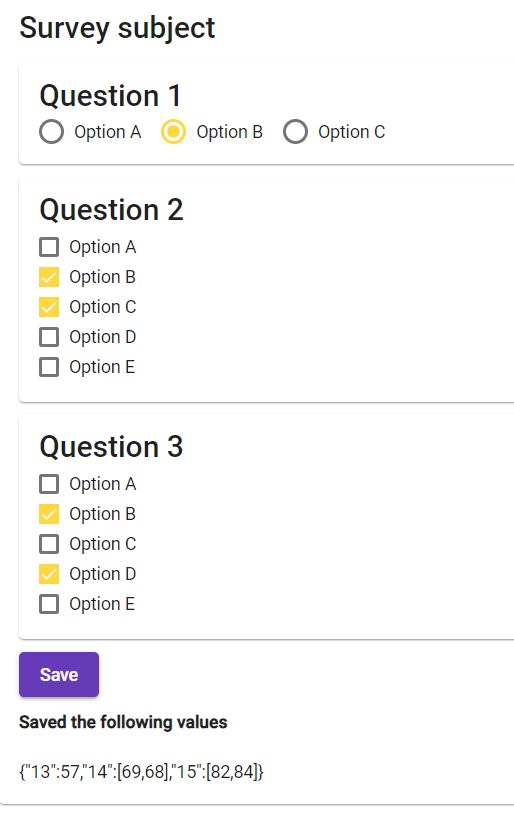 Survey subject
Question 1
Option A Option B Option C
Question 2
Option A
Option B
Option C
Option D
Option E
Question 3
Option A
Option B
Option C
Option D
Option E
Save
Saved the following values
{"13":57,"14":[69,68],"15":[82,84]}